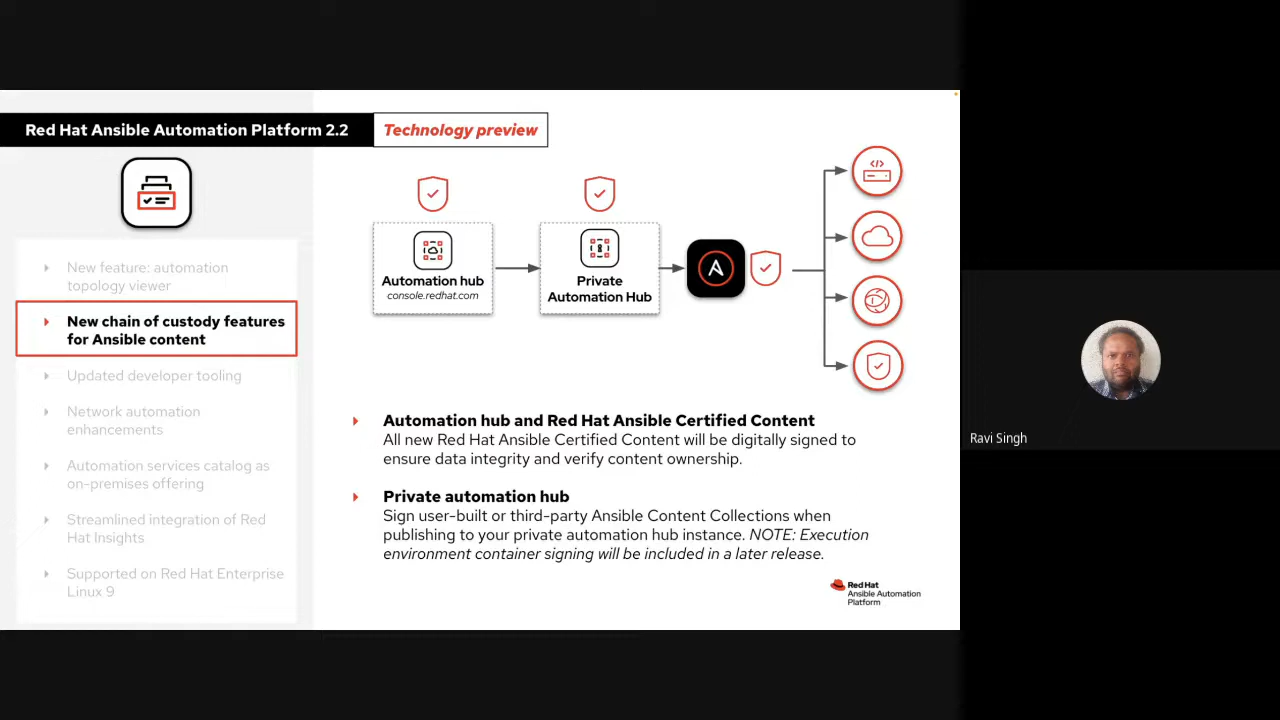 Red Hat Ansible Automation Platform 2.2
Technology preview
New feature: automation
topology viewer
New chain of custody features
for Ansible content
Updated developer tooling
Network automation
enhancements
Automation services catalog as
on-premises offering
Streamlined integration of Red
Hat Insights
Supported on Red Hat Enterprise
Linux 9
Automation hub
console.redhat.com
Private
Automation Hub
Automation hub and Red Hat Ansible Certified Content
All new Red Hat Ansible Certified Content will be digitally signed to
ensure data integrity and verify content ownership.
Private automation hub
Sign user-built or third-party Ansible Content Collections when
publishing to your private automation hub instance. NOTE: Execution
environment container signing will be included in a later release.
Red Hat
Ansible Automation
Platform
Ravi Singh